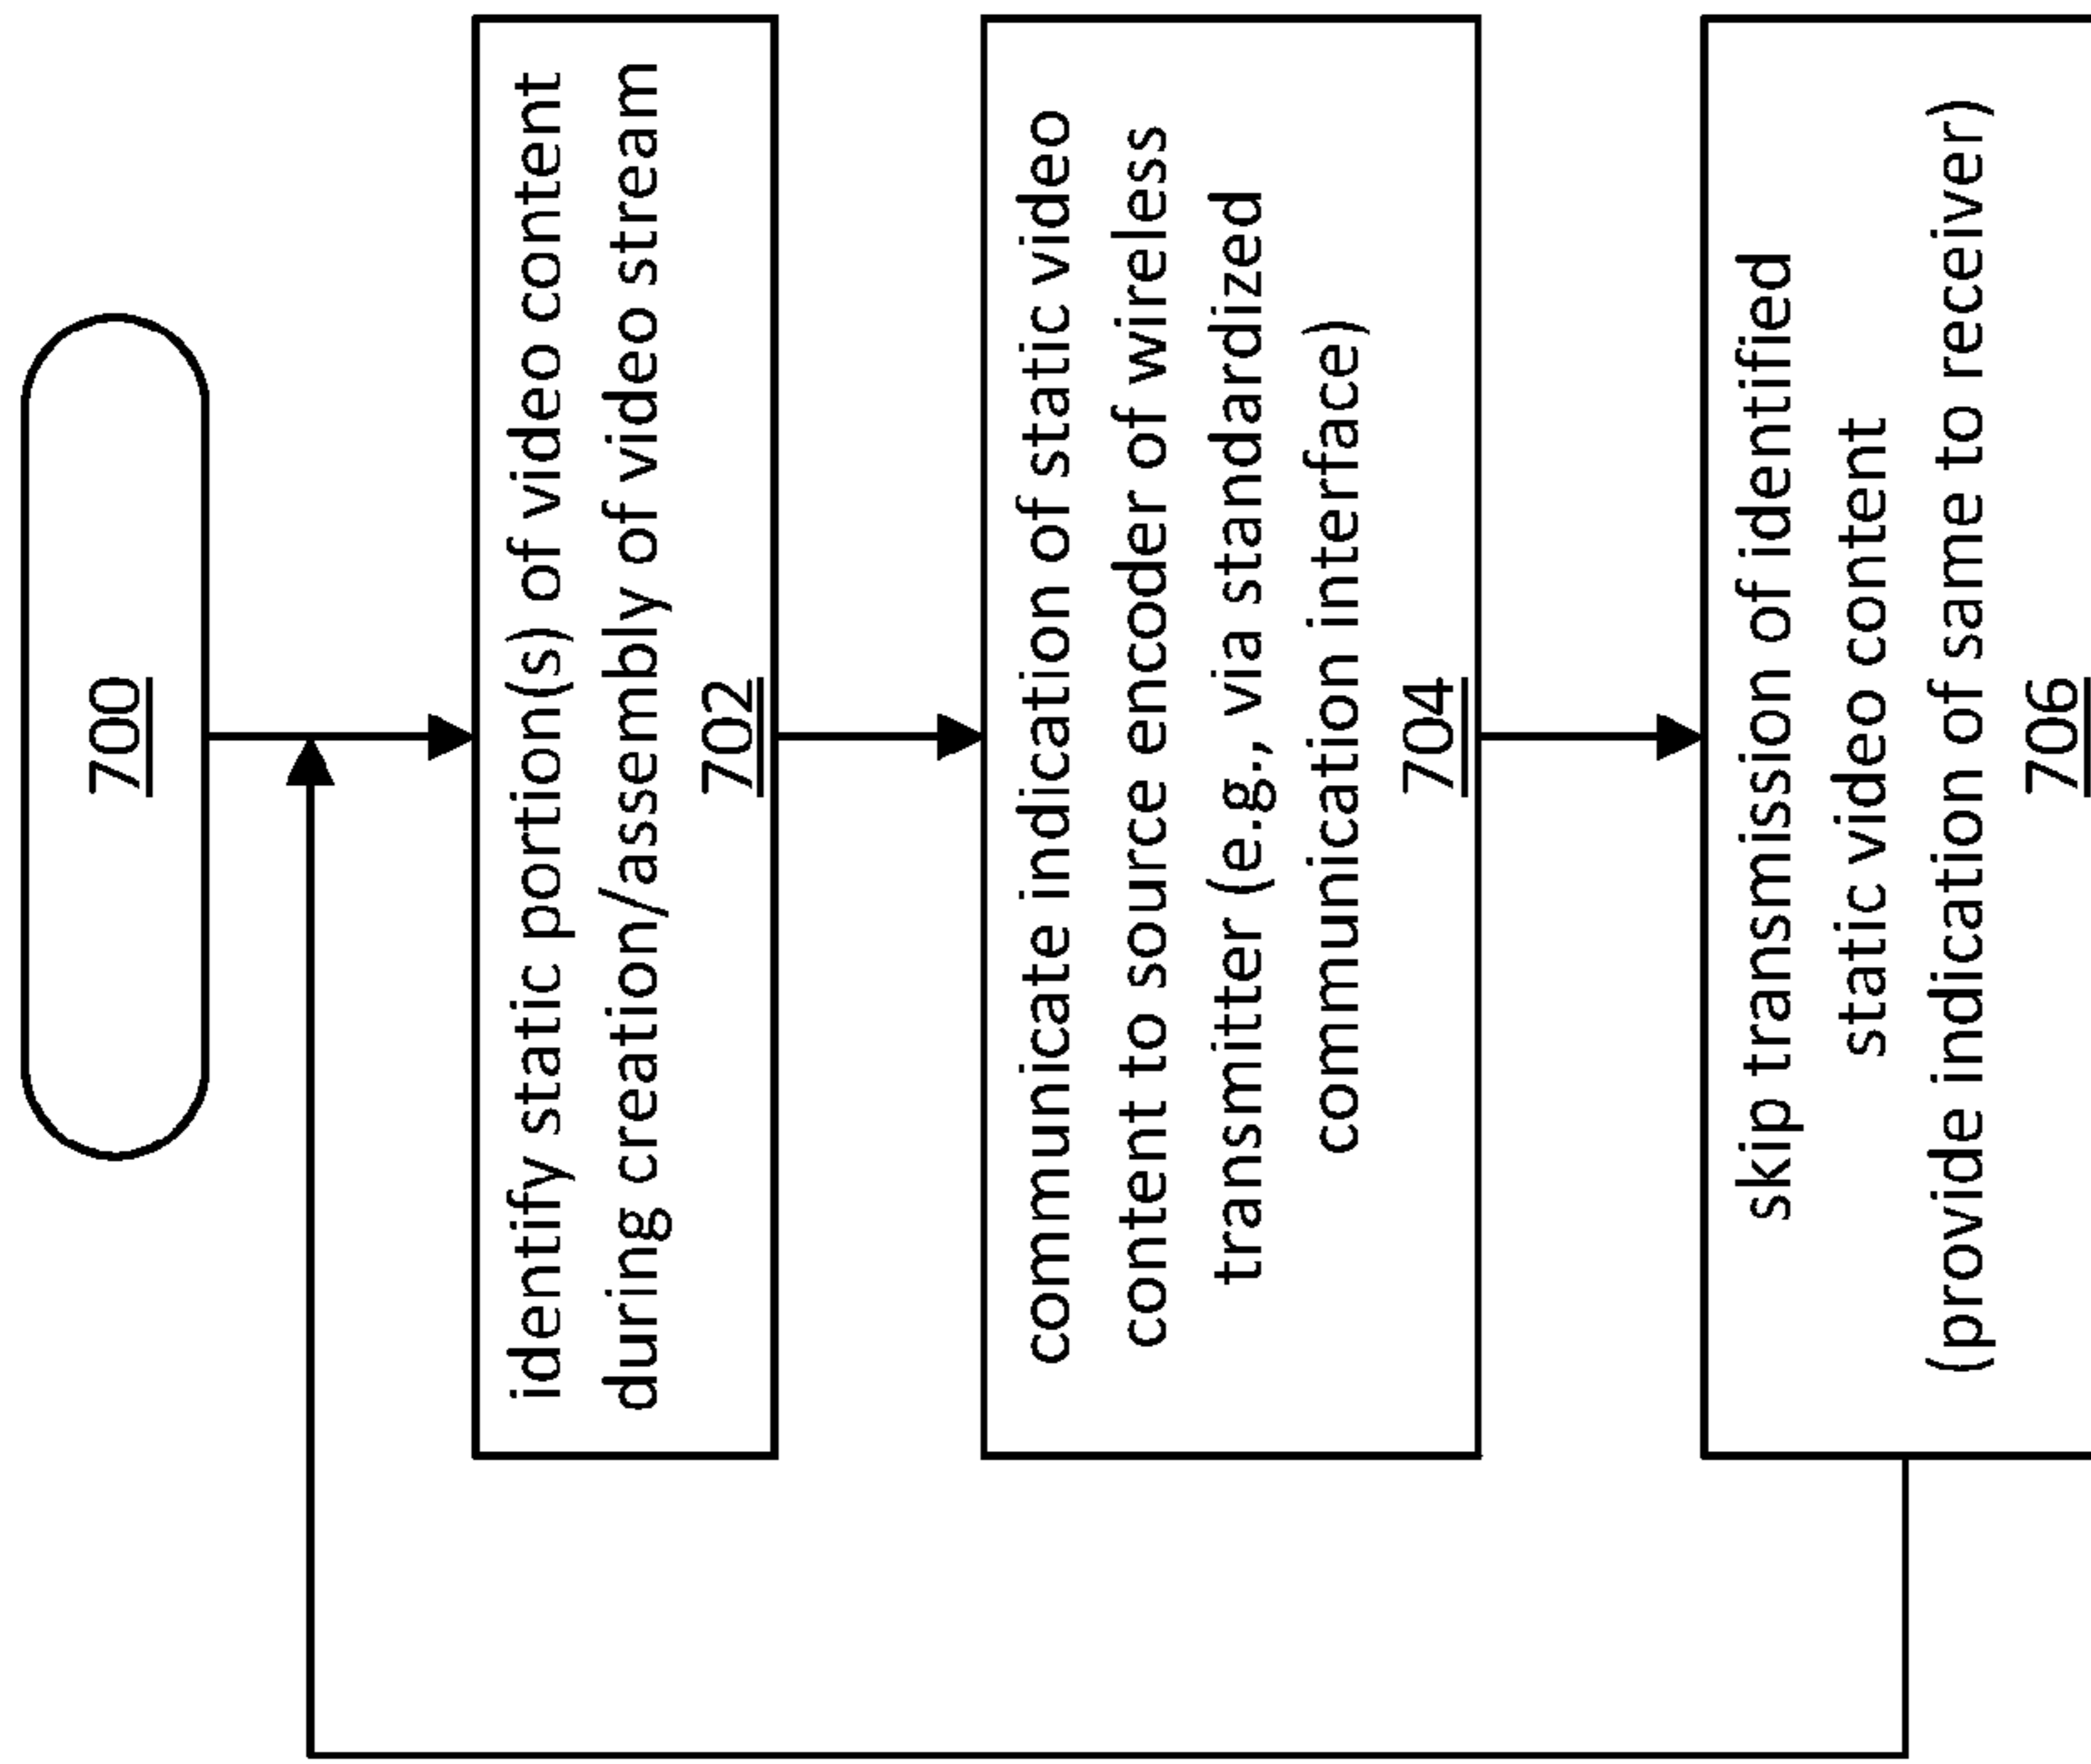 700
identify static portion(s) of video content
during creation/assembly of video stream
702
communicate indication of static video
content to source encoder of wireless
transmitter (e.g., via standardized
communication interface)
704
skip transmission of identified
static video content
(provide indication of same to receiver)
706